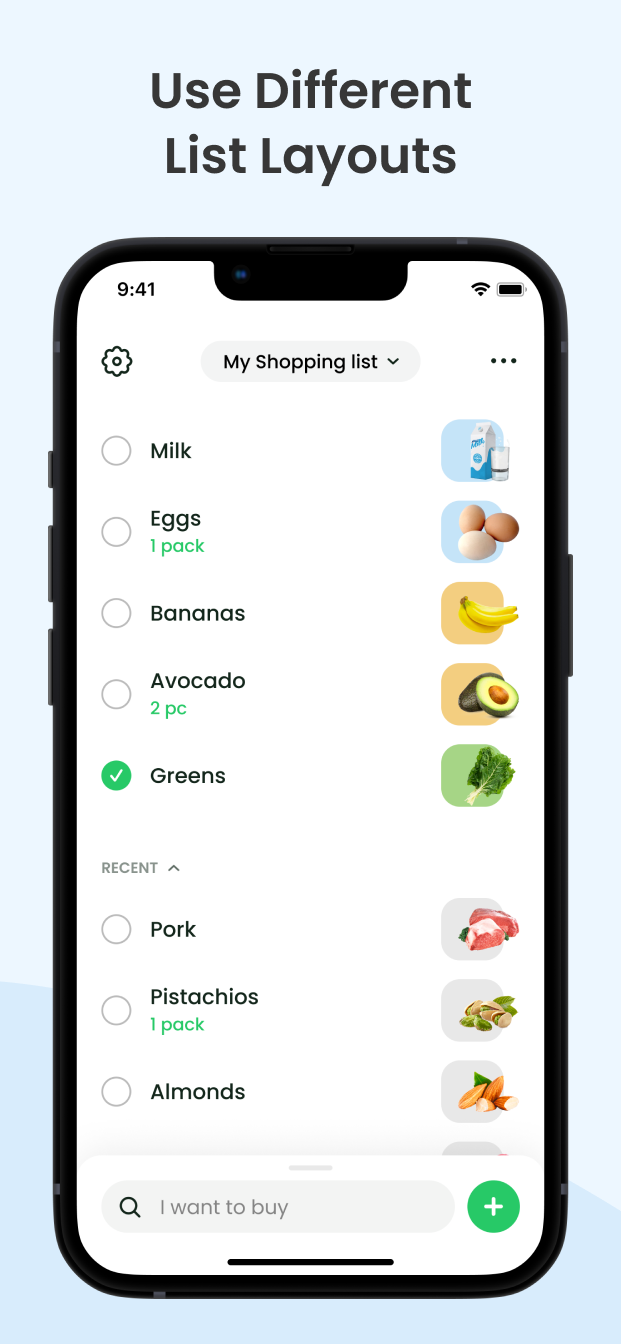 Use Different
List Layouts
9:41
My Shopping list
Milk
Eggs
1 pack
Bananas
Avocado
2 pc
Greens
RECENT
Pork
Pistachios
1 pack
Almonds
I want to buy